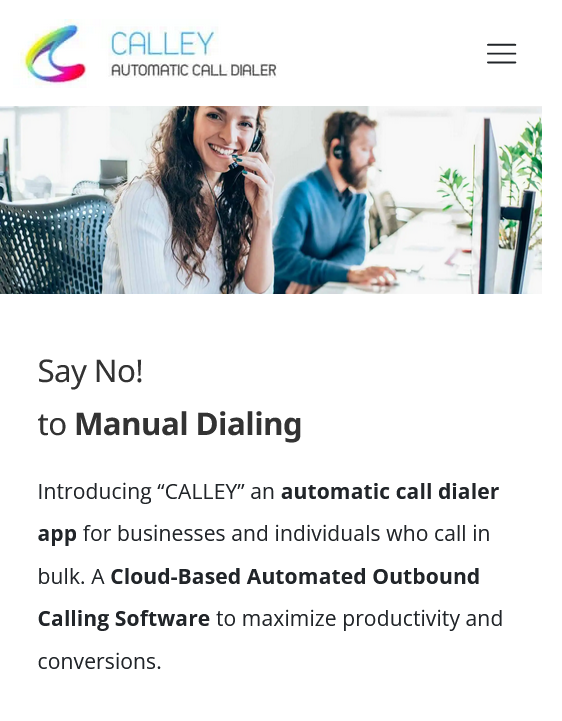 CALLEY
AUTOMATIC CALL DIALER
Say No!
to Manual Dialing
Introducing “CALLEY” an automatic call dialer
app for businesses and individuals who call in
bulk. A Cloud-Based Automated Outbound
Calling Software to maximize productivity and
conversions.